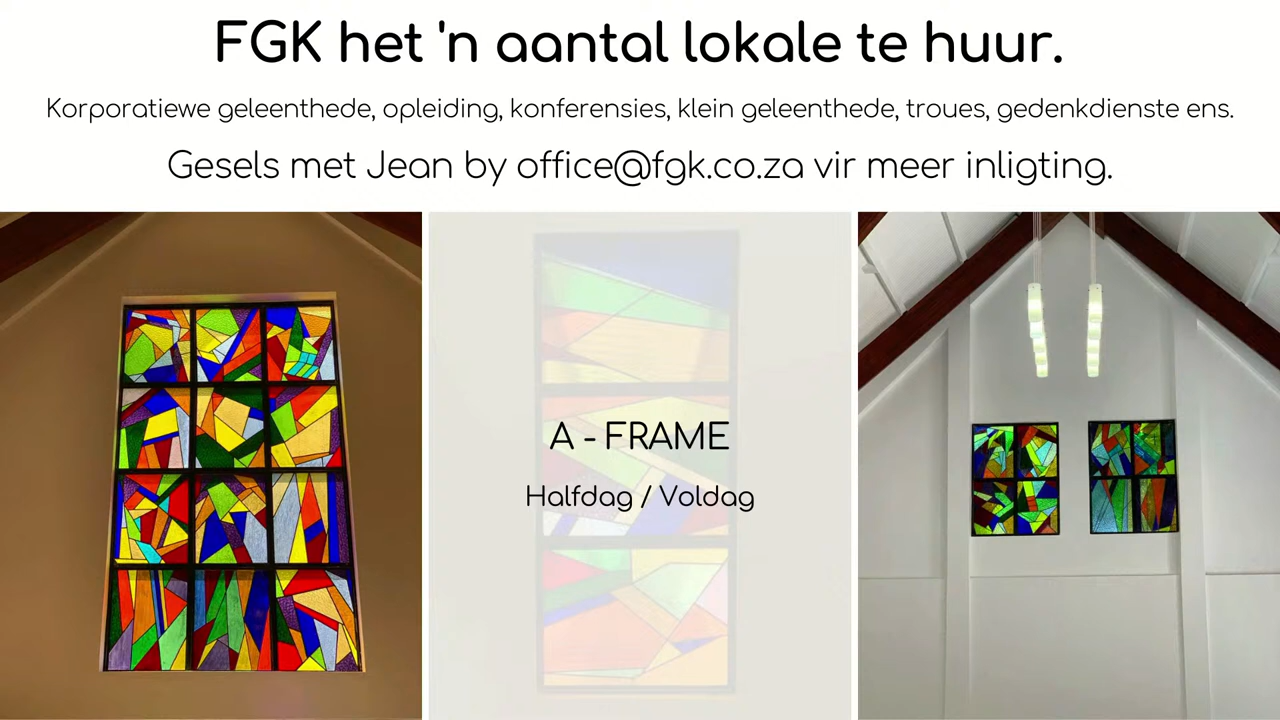 FGK het 'n aantal lokale te huur.
Korporatiewe geleenthede, opleiding, konferensies, klein geleenthede, troues, gedenkdienste ens.
Gesels met Jean by office@fgk.co.za vir meer inligting.
A - FRAME
Halfdag / Voldag